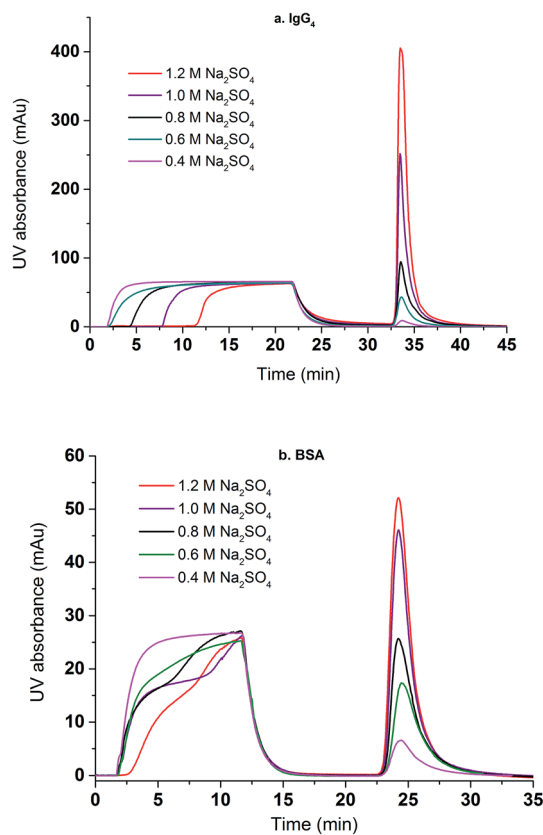 a. IgG₄
400
300
200
100
0
UV absorbance (mAu)
1.2 M Na₂SO₄
1.0 M Na₂SO₄
0.8 M Na₂SO₄
0.6 M Na₂SO₄
0.4 M Na₂SO₄
0 5 10 15 20 25 30 35 40 45
Time (min)
b. BSA
60
50
40
30
20
10
0
UV absorbance (mAu)
1.2 M Na₂SO₄
1.0 M Na₂SO₄
0.8 M Na₂SO₄
0.6 M Na₂SO₄
0.4 M Na₂SO₄
0 5 10 15 20 25 30 35
Time (min)